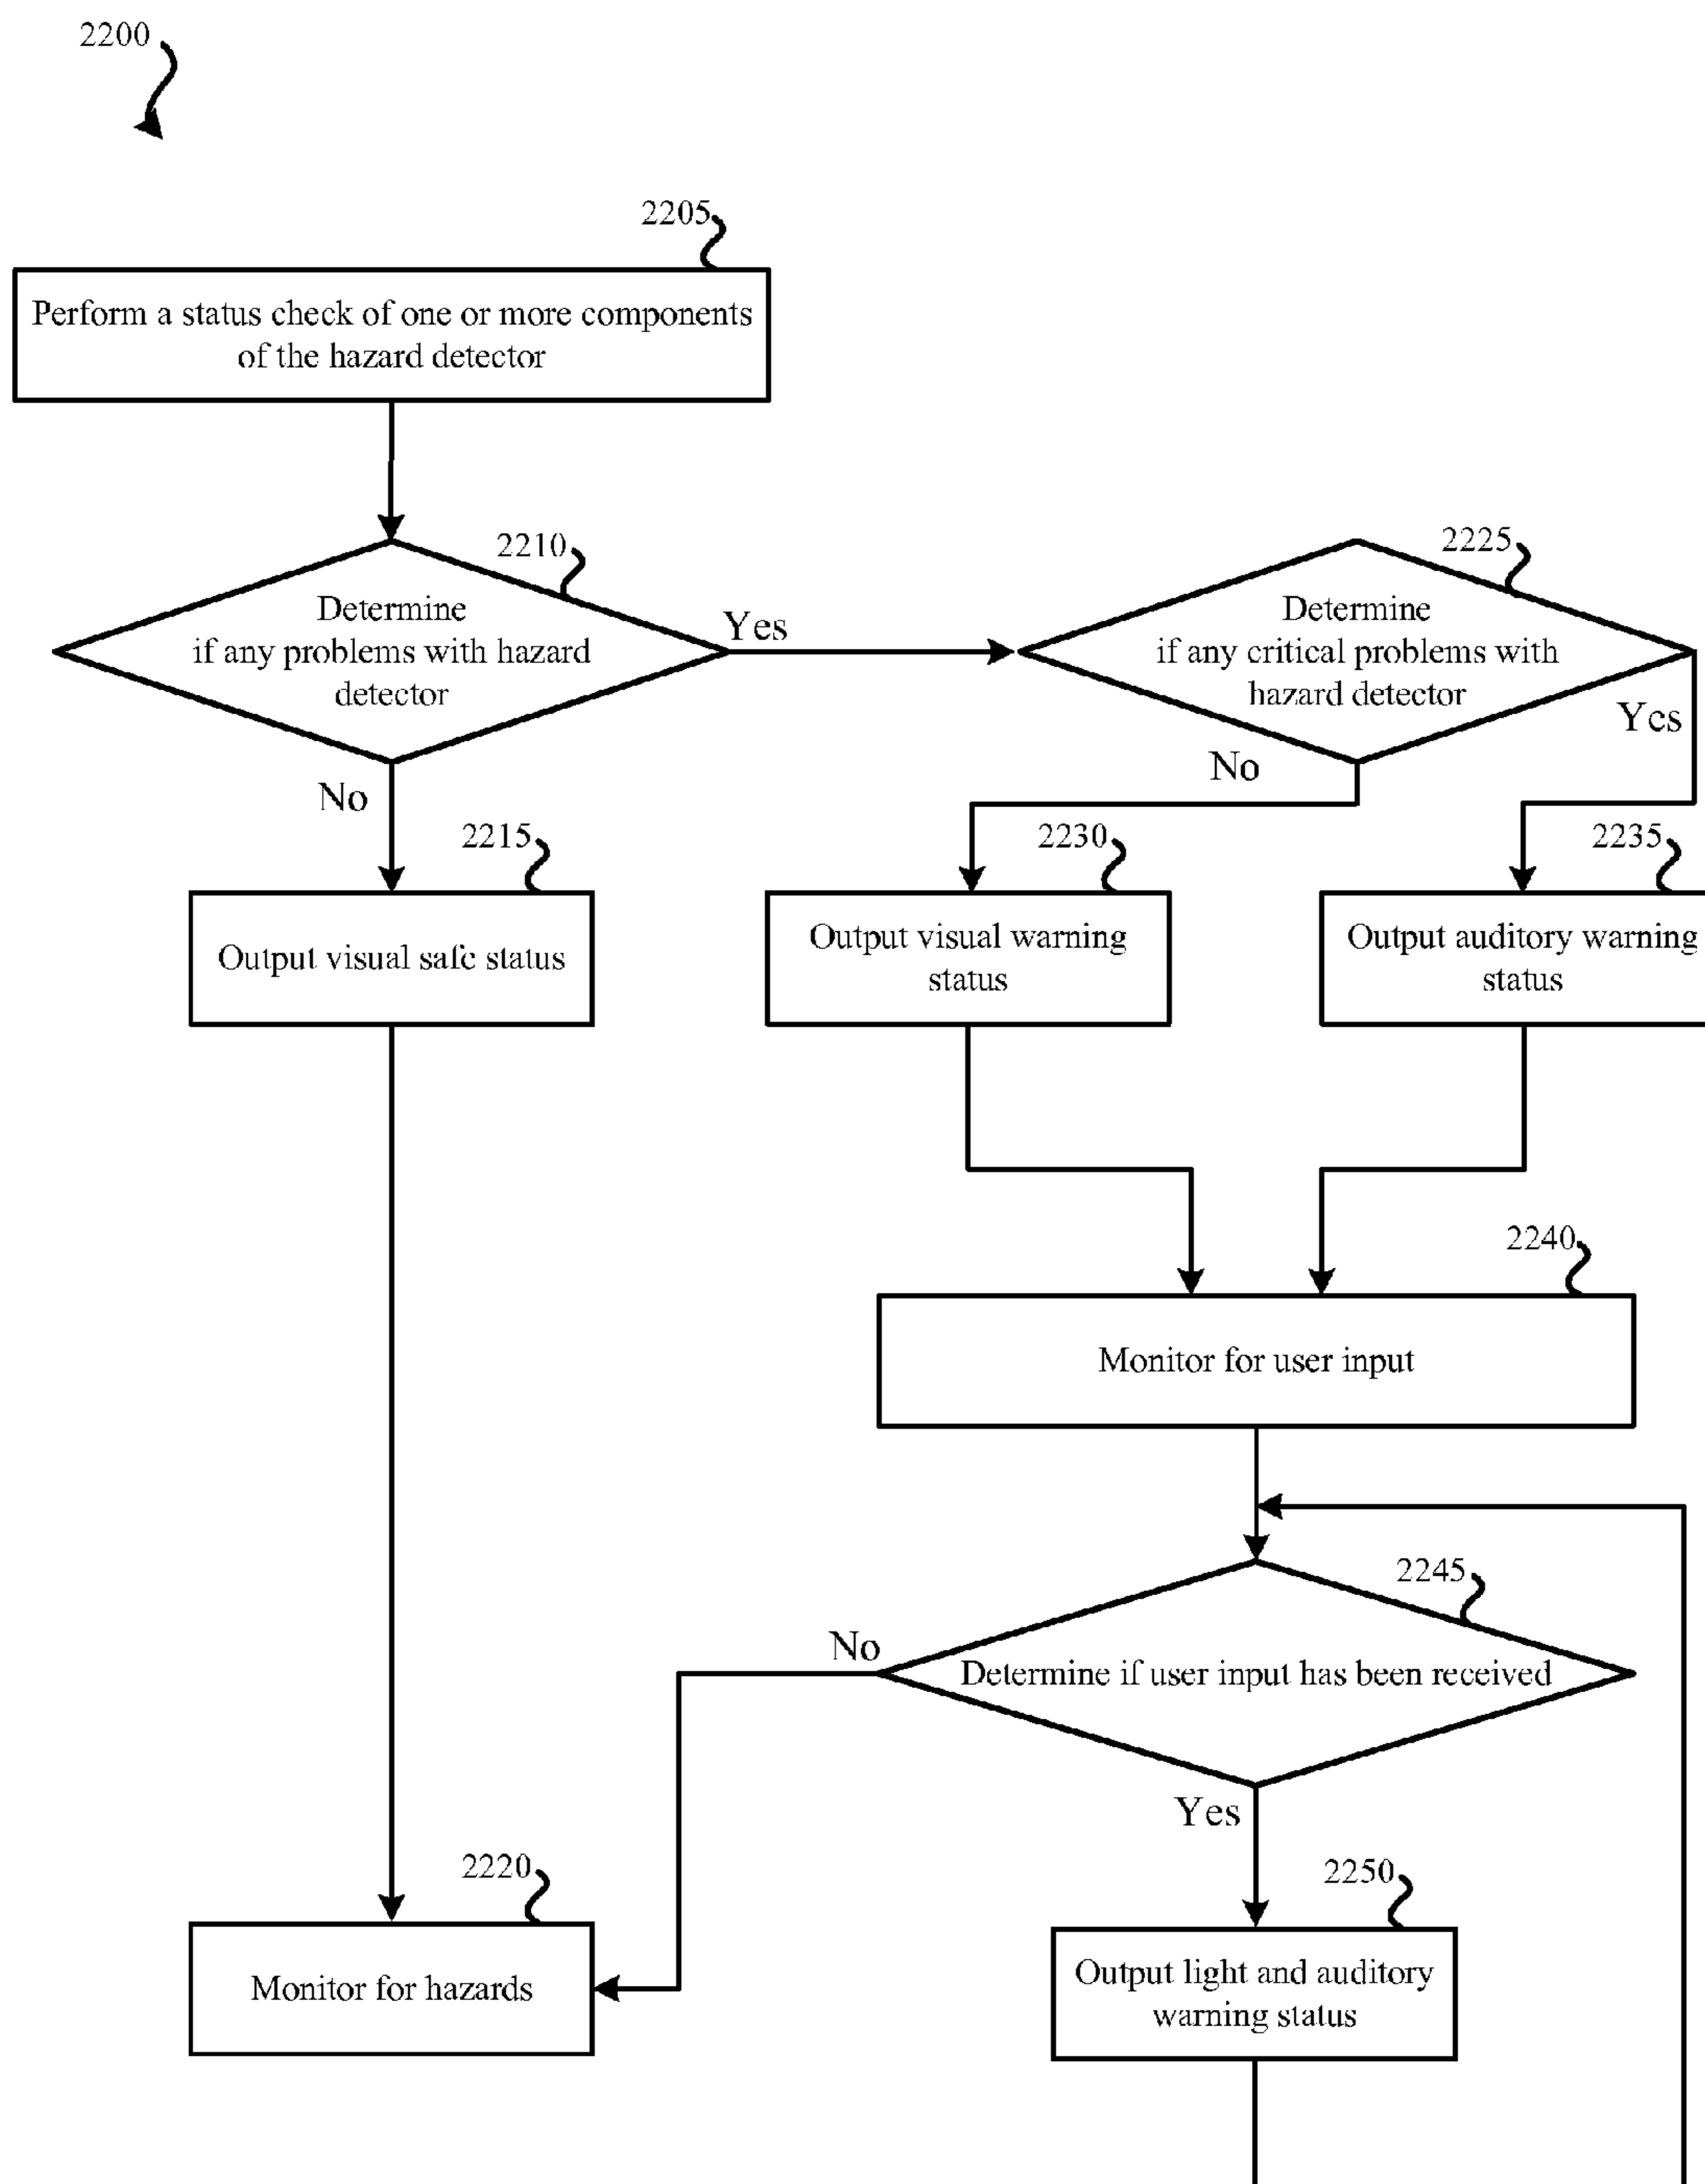 2200
2205
Perform a status check of one or more components
of the hazard detector
2210
Determine
if any problems with hazard
detector
Yes
2225
Determine
if any critical problems with
hazard detector
Yes
No
No
2215
Output visual safe status
2230
Output visual warning
status
2235
Output auditory warning
status
2240
Monitor for user input
2245
Determine if user input has been received
No
Yes
2220
Monitor for hazards
2250
Output light and auditory
warning status